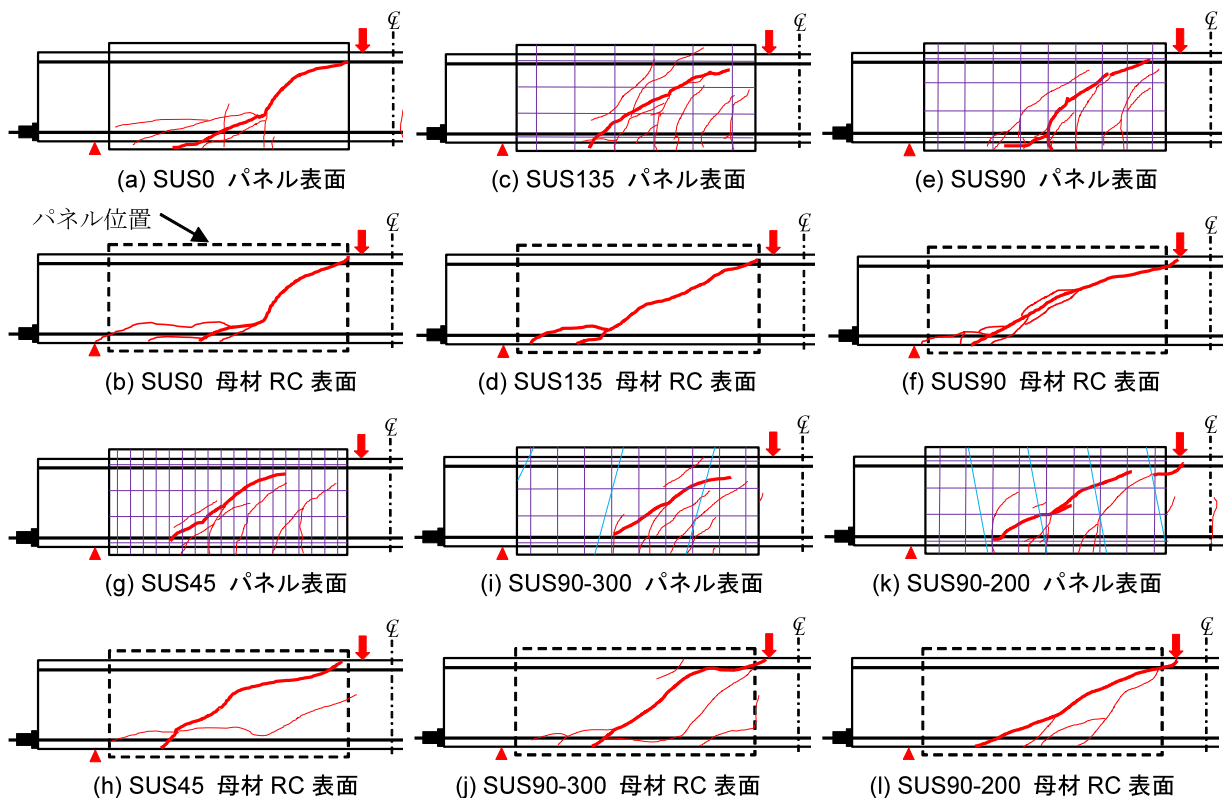 ℄ ℄ ℄
(a) SUS0 パネル表面 (c) SUS135 パネル表面 (e) SUS90 パネル表面
パネル位置
℄ ℄ ℄
(b) SUS0 母材 RC 表面 (d) SUS135 母材 RC 表面 (f) SUS90 母材 RC 表面
℄ ℄ ℄
(g) SUS45 パネル表面 (i) SUS90-300 パネル表面 (k) SUS90-200 パネル表面
℄ ℄ ℄
(h) SUS45 母材 RC 表面 (j) SUS90-300 母材 RC 表面 (l) SUS90-200 母材 RC 表面